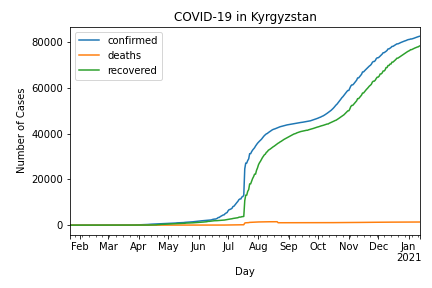 COVID-19 in Kyrgyzstan
confirmed
deaths
recovered
Number of Cases
80000
60000
40000
20000
0
Feb Mar Apr May Jun Jul Aug Sep Oct Nov Dec Jan
2021
Day